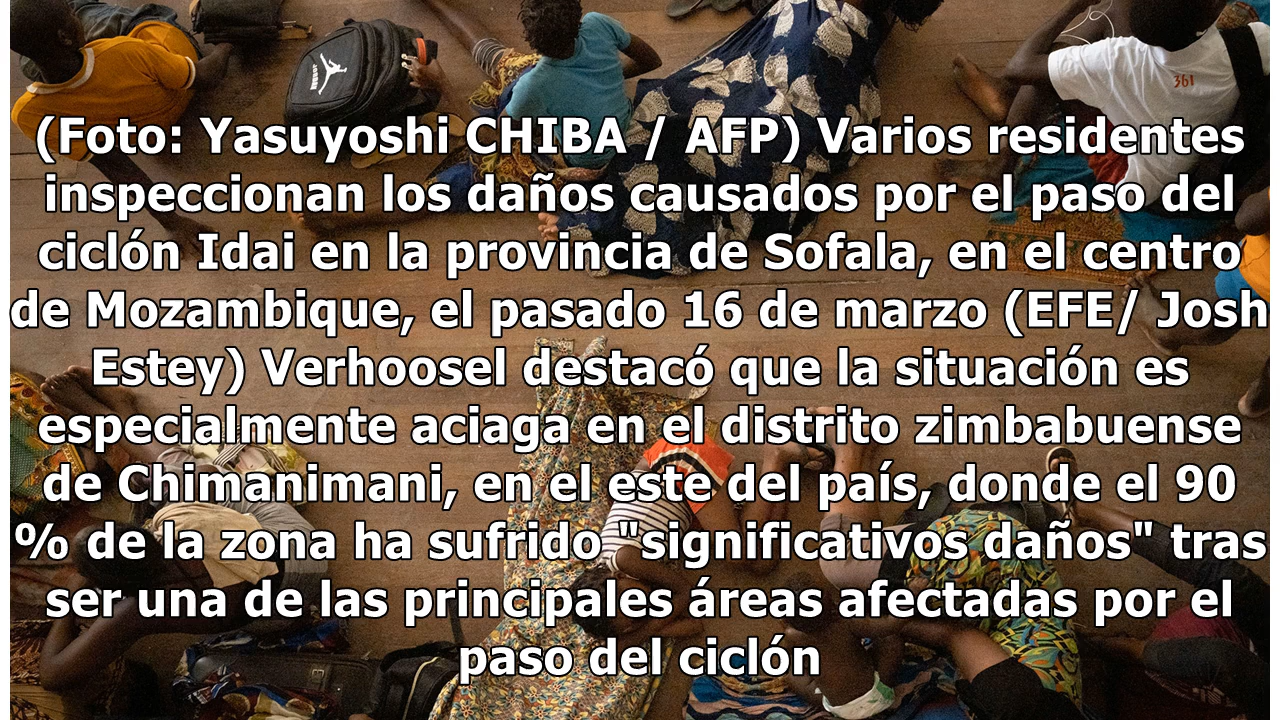 361
(Foto: Yasuyoshi CHIBA / AFP) Varios residentes
inspeccionan los daños causados por el paso del
ciclón Idai en la provincia de Sofala, en el centro
de Mozambique, el pasado 16 de marzo (EFE/ Josh
Estey) Verhoosel destacó que la situación es
especialmente aciaga en el distrito zimbabuense
de Chimanimani, en el este del país, donde el 90
% de la zona ha sufrido "significativos daños" tras
ser una de las principales áreas afectadas por el
paso del ciclón